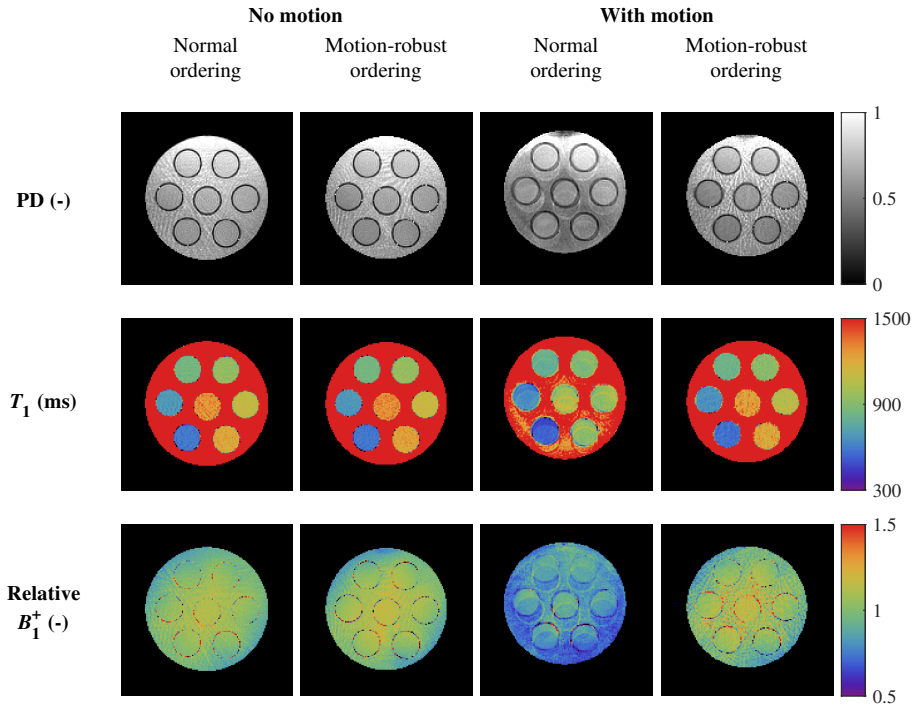 No motion
With motion
Normal
ordering
Motion-robust
ordering
Normal
ordering
Motion-robust
ordering
PD (-)
1
0.5
0
T1 (ms)
1500
900
300
Relative
B1+ (-)
1.5
1
0.5